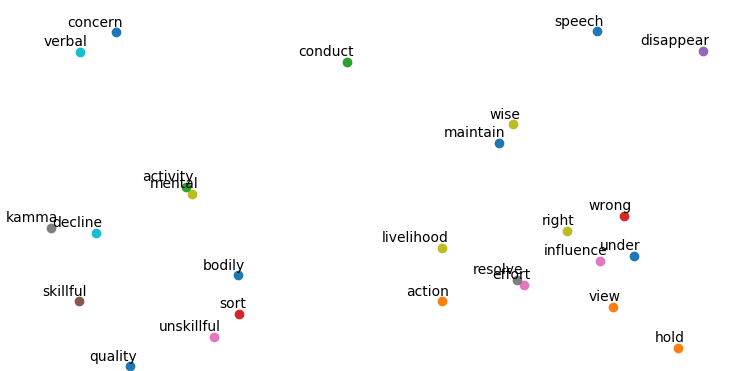 concern
speech
verbal
disappear
conduct
wise
maintain
activity
mental
wrong
kamma
decline
right
livelihood
influence
under
bodily
resolve
effort
skillful
action
view
sort
unskillful
hold
quality